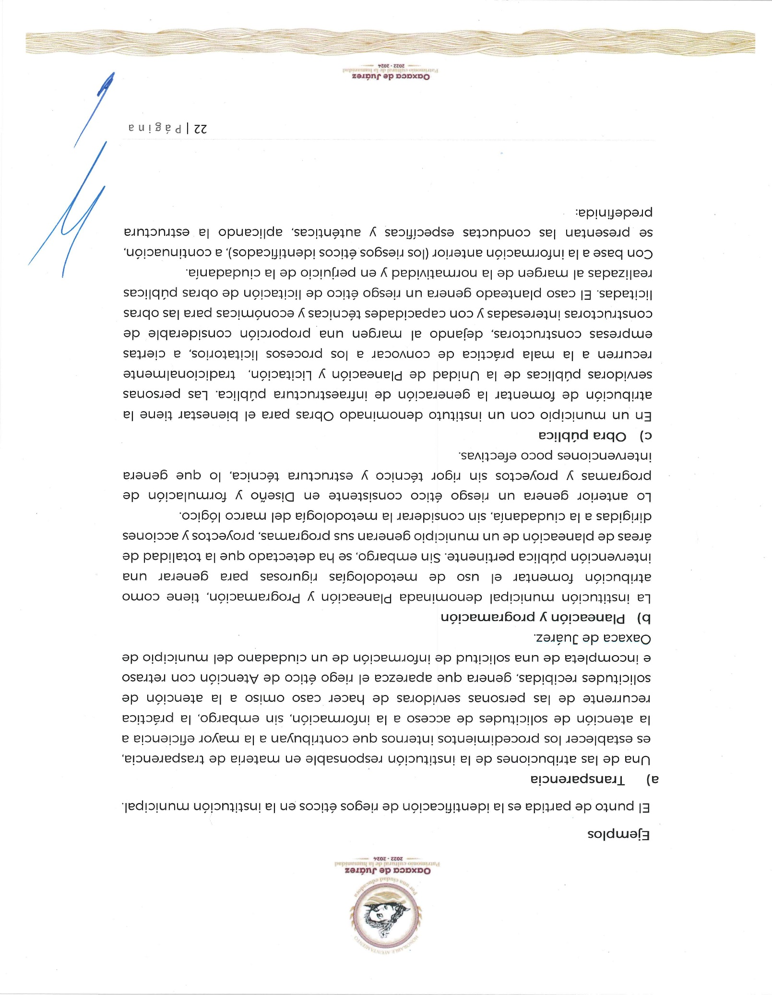 HONORABLE AYUNTAMIENTO
Por una ciudad educadora
Oaxaca de Juárez
Patrimonio cultural de la humanidad
2022 - 2024
Ejemplos
El punto de partida es la identificación de riegos éticos en la institución municipal.
a) Transparencia
Una de las atribuciones de la institución responsable en materia de trasparencia,
es establecer los procedimientos internos que contribuyan a la mayor eficiencia a
la atención de solicitudes de acceso a la información, sin embargo, la práctica
recurrente de las personas servidoras de hacer caso omiso a la atención de
solicitudes recibidas, genera que aparezca el riego ético de Atención con retraso
e incompleta de una solicitud de información de un ciudadano del municipio de
Oaxaca de Juárez.
b) Planeación y programación
La institución municipal denominada Planeación y Programación, tiene como
atribución fomentar el uso de metodologías rigurosas para generar una
intervención pública pertinente. Sin embargo, se ha detectado que la totalidad de
áreas de planeación de un municipio generan sus programas, proyectos y acciones
dirigidas a la ciudadanía, sin considerar la metodología del marco lógico.
Lo anterior genera un riesgo ético consistente en Diseño y formulación de
programas y proyectos sin rigor técnico y estructura técnica, lo que genera
intervenciones poco efectivas.
c) Obra pública
En un municipio con un instituto denominado Obras para el bienestar tiene la
atribución de fomentar la generación de infraestructura pública. Las personas
servidoras públicas de la Unidad de Planeación y Licitación, tradicionalmente
recurren a la mala práctica de convocar a los procesos licitatorios, a ciertas
empresas constructoras, dejando al margen una proporción considerable de
constructoras interesadas y con capacidades técnicas y económicas para las obras
licitadas. El caso planteado genera un riesgo ético de licitación de obras públicas
realizadas al margen de la normatividad y en perjuicio de la ciudadanía.
Con base a la información anterior (los riesgos éticos identificados), a continuación,
se presentan las conductas específicas y auténticas, aplicando la estructura
predefinida:
22 | Página
Oaxaca de Juárez
Patrimonio cultural de la humanidad
2022 - 2024